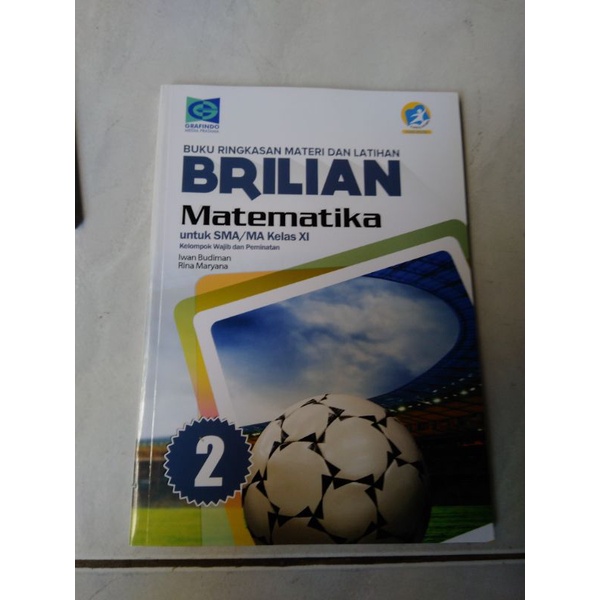 GRAFINDO
BUKU RINGKASAN MATERI DAN LATIHAN
BRILIAN
Matematika
untuk SMA/MA Kelas XI
Kelompok Wajib dan Peminatan
Iwan Budiman
Rina Maryana
2